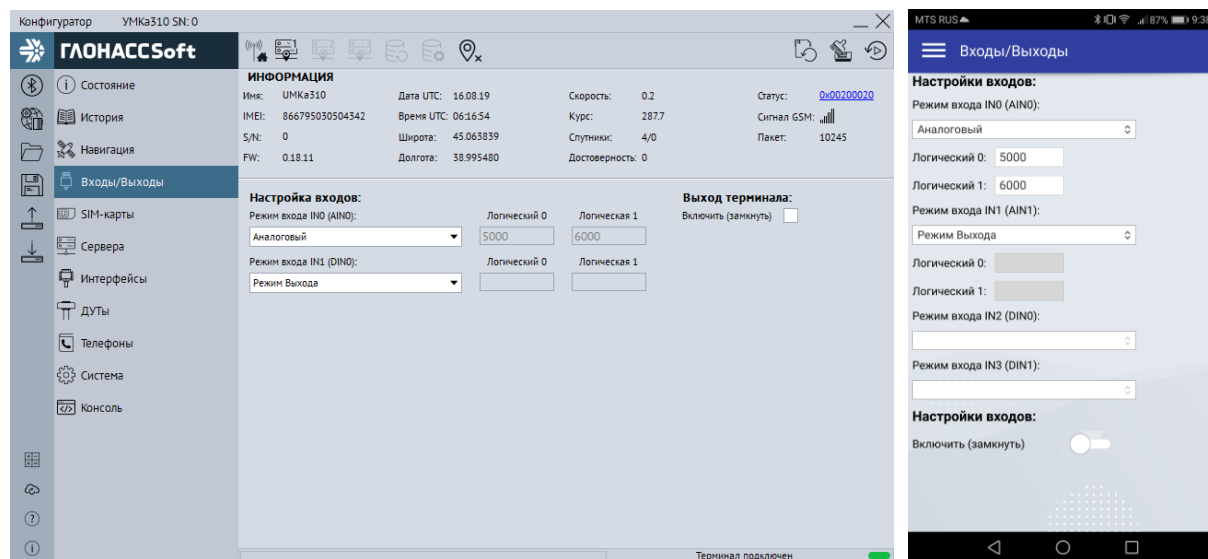 Конфигуратор УМКа310 SN: 0
ГЛОНАССSoft
Состояние
История
Навигация
Входы/Выходы
SIM-карты
Сервера
Интерфейсы
ДУТы
Телефоны
Система
Консоль
ИНФОРМАЦИЯ
Имя: УМКа310 Дата UTC: 16.08.19 Скорость: 0.2 Статус: 0x00200020
IMEI: 866795030504342 Время UTC: 06:16:54 Курс: 287.7 Сигнал GSM:
S/N: 0 Широта: 45.063839 Спутники: 4/0 Пакет: 10245
FW: 0.18.11 Долгота: 38.995480 Достоверность: 0
Настройка входов: Выход терминала:
Режим входа IN0 (AIN0): Логический 0 Логическая 1 Включить (замкнуть)
Аналоговый 5000 6000
Режим входа IN1 (DIN0): Логический 0 Логическая 1
Режим Выхода
Терминал подключен
MTS RUS 87% 9:38
Входы/Выходы
Настройки входов:
Режим входа IN0 (AIN0):
Аналоговый
Логический 0: 5000
Логический 1: 6000
Режим входа IN1 (AIN1):
Режим Выхода
Логический 0:
Логический 1:
Режим входа IN2 (DIN0):
Режим входа IN3 (DIN1):
Настройки входов:
Включить (замкнуть)